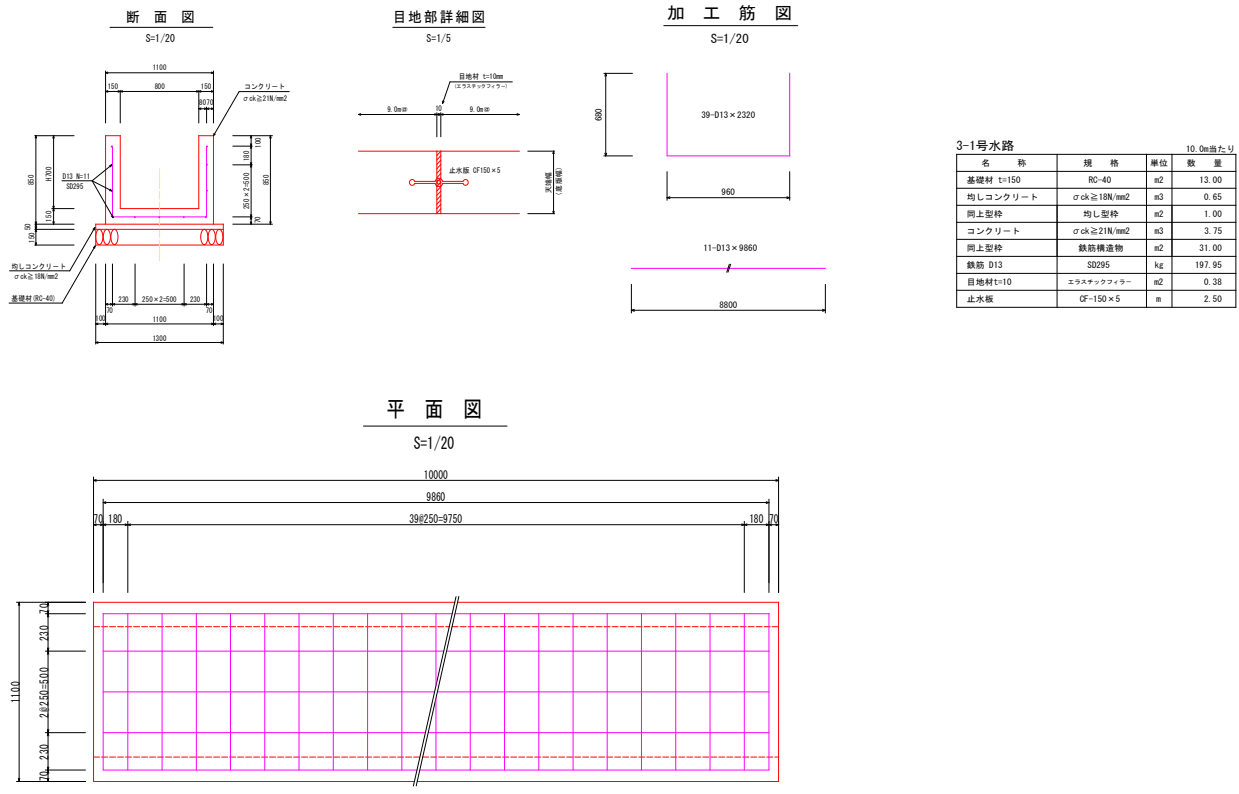 断面図
S=1/20
1100
150 800 150
80 70
コンクリート
σck≧21N/mm2
850
H700
150
50
150
D13 N=11
SD295
100
180
250×2=500
70
850
均しコンクリート
σck≧18N/mm2
基礎材(RC-40)
230 250×2=500 230
70 70
100 1100 100
1300
目地部詳細図
S=1/5
目地材 t=10mm
(エラスチックフィラー)
9.0m@ 10 9.0m@
止水版 CF150×5
天端幅
(底版幅)
加工筋図
S=1/20
680
39-D13×2320
960
11-D13×9860
8800
3-1号水路 10.0m当たり
名称 規格 単位 数量
基礎材 t=150 RC-40 m2 13.00
均しコンクリート σck≧18N/mm2 m3 0.65
同上型枠 均し型枠 m2 1.00
コンクリート σck≧21N/mm2 m3 3.75
同上型枠 鉄筋構造物 m2 31.00
鉄筋 D13 SD295 kg 197.95
目地材t=10 エラスチックフィラー m2 0.38
止水板 CF-150×5 m 2.50
平面図
S=1/20
10000
9860
70 180 39@250=9750 180 70
1100
70
230
2@250=500
230
70